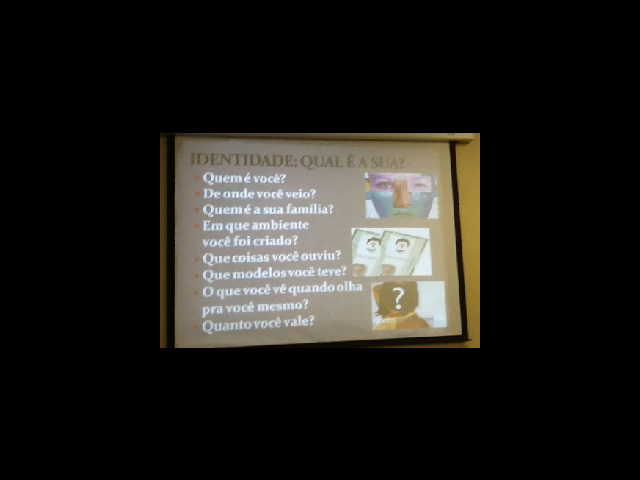 IDENTIDADE: QUAL É A SUA?
Quem é você?
De onde você veio?
Quem é a sua família?
Em que ambiente
você foi criado?
Que coisas você ouviu?
Que modelos você teve?
O que você vê quando olha
pra você mesmo?
Quanto você vale?
?